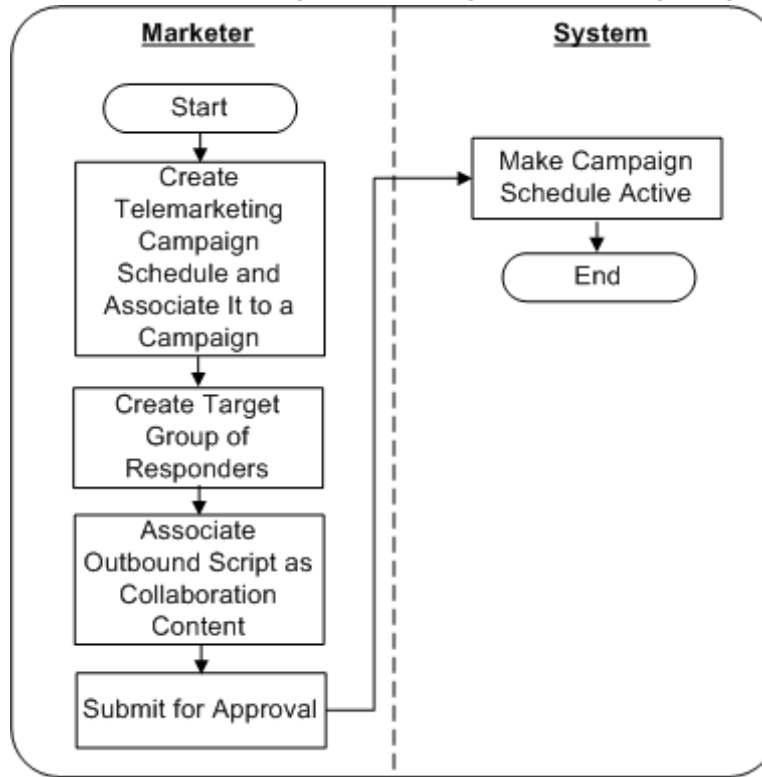 Marketer
System
Start
Create
Telemarketing
Campaign
Schedule and
Associate It to a
Campaign
Create Target
Group of
Responders
Associate
Outbound Script as
Collaboration
Content
Submit for Approval
Make Campaign
Schedule Active
End